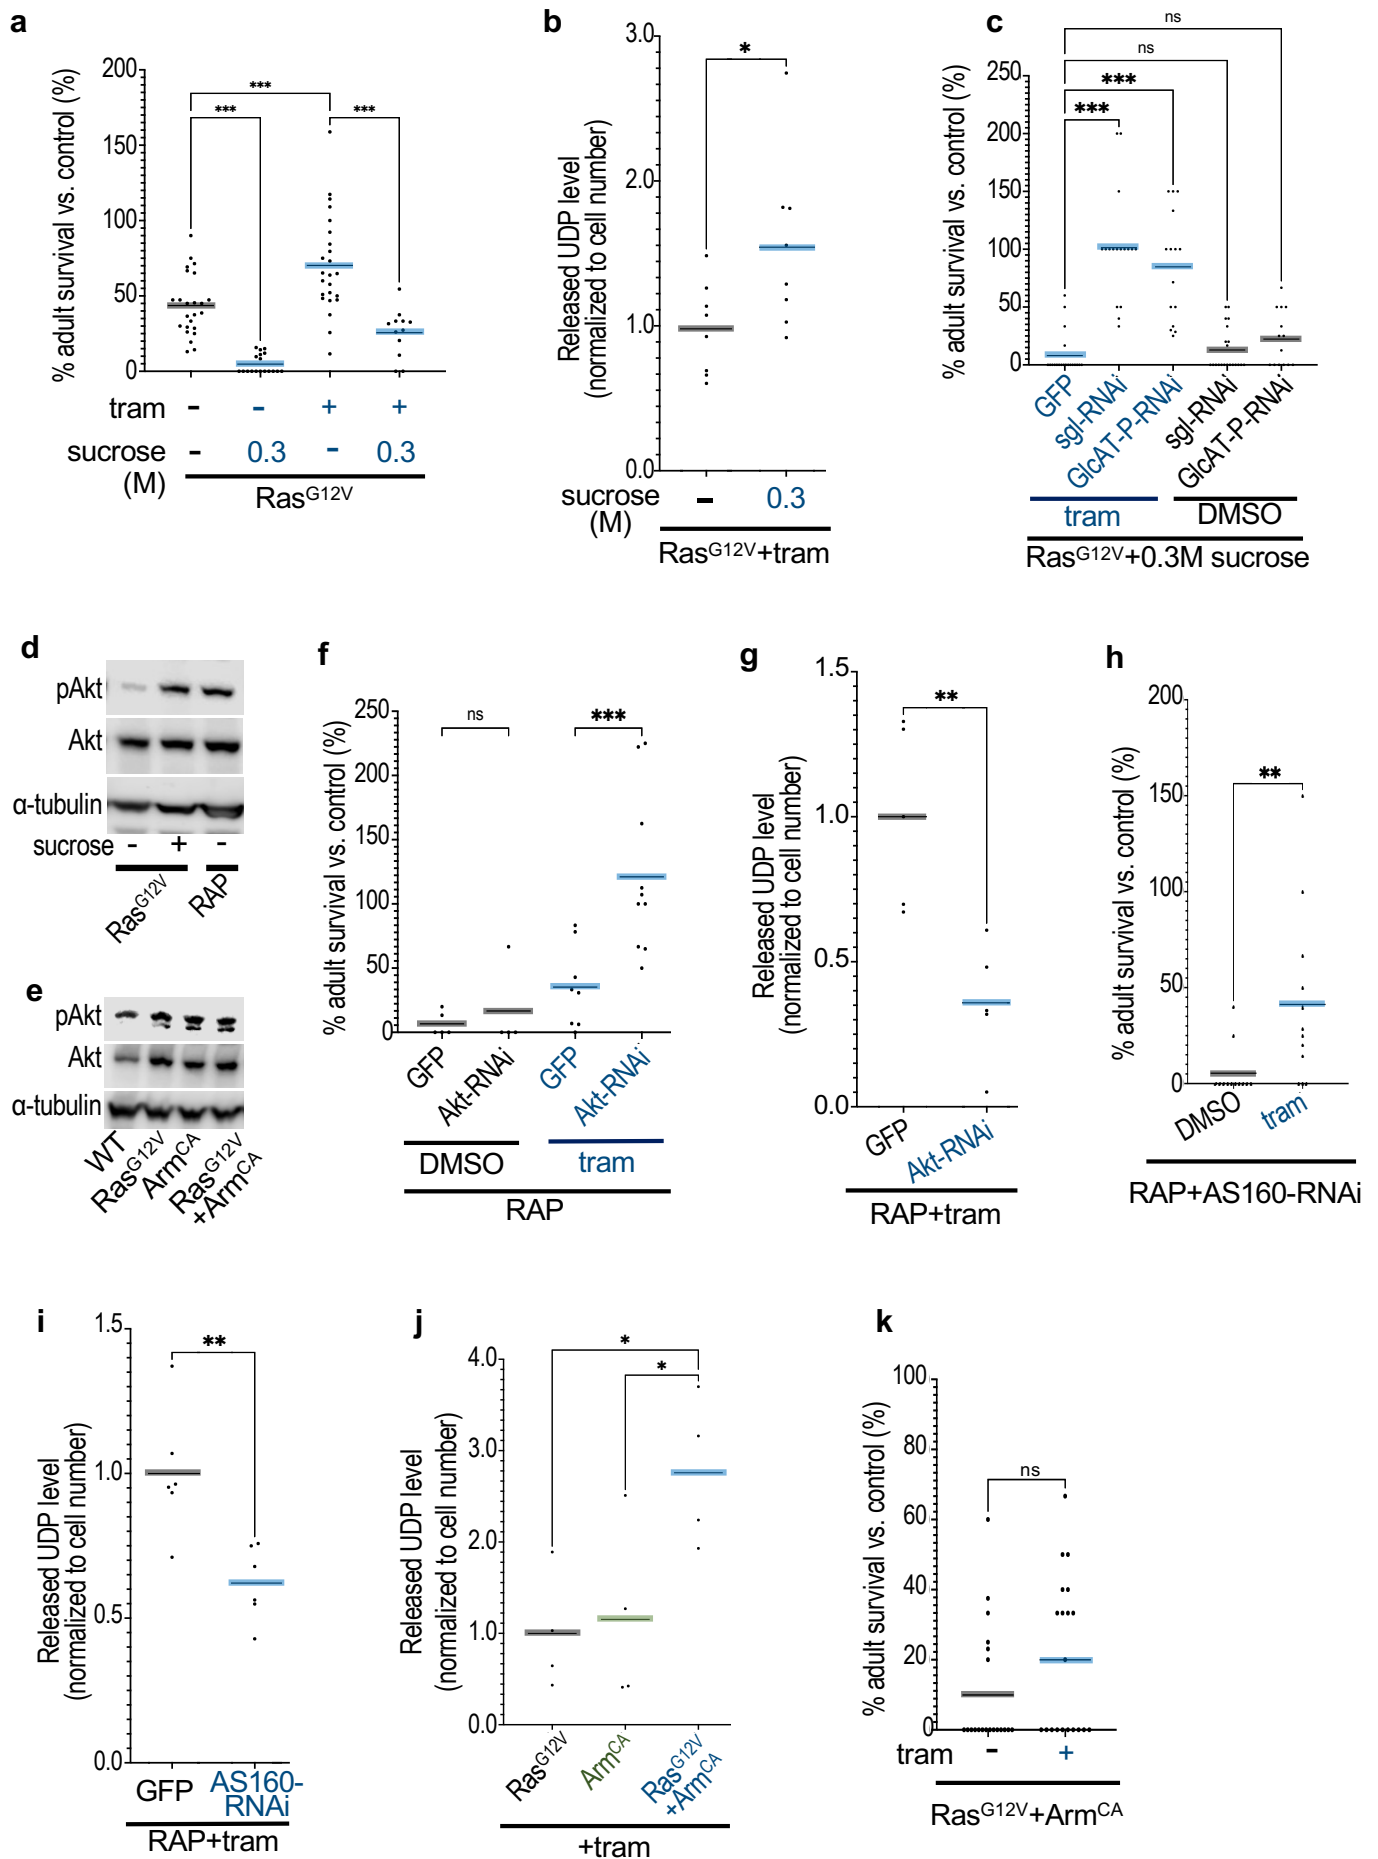 a
% adult survival vs. control (%)
200
150
100
50
0
***
***
***
tram
- - + +
sucrose
(M)
- 0.3 - 0.3
RasG12V
b
Released UDP level
(normalized to cell number)
3.0
2.0
1.0
0.0
*
sucrose
(M)
- 0.3
RasG12V+tram
c
% adult survival vs. control (%)
250
200
150
100
50
0
ns
ns
***
***
GFP
sgl-RNAi
GlcAT-P-RNAi
sgl-RNAi
GlcAT-P-RNAi
tram
DMSO
RasG12V+0.3M sucrose
d
pAkt
Akt
α-tubulin
sucrose - + -
RasG12V
RAP
e
pAkt
Akt
α-tubulin
WT
RasG12V
ArmCA
RasG12V
+ArmCA
f
% adult survival vs. control (%)
250
200
150
100
50
0
ns
***
GFP
Akt-RNAi
GFP
Akt-RNAi
DMSO
tram
RAP
g
Released UDP level
(normalized to cell number)
1.5
1.0
0.5
0.0
**
GFP
Akt-RNAi
RAP+tram
h
% adult survival vs. control (%)
200
150
100
50
0
**
DMSO
tram
RAP+AS160-RNAi
i
Released UDP level
(normalized to cell number)
1.5
1.0
0.5
0.0
**
GFP
AS160-
RNAi
RAP+tram
j
Released UDP level
(normalized to cell number)
4.0
3.0
2.0
1.0
0.0
*
*
RasG12V
ArmCA
RasG12V
+ArmCA
+tram
k
% adult survival vs. control (%)
100
80
60
40
20
0
ns
tram - +
RasG12V+ArmCA